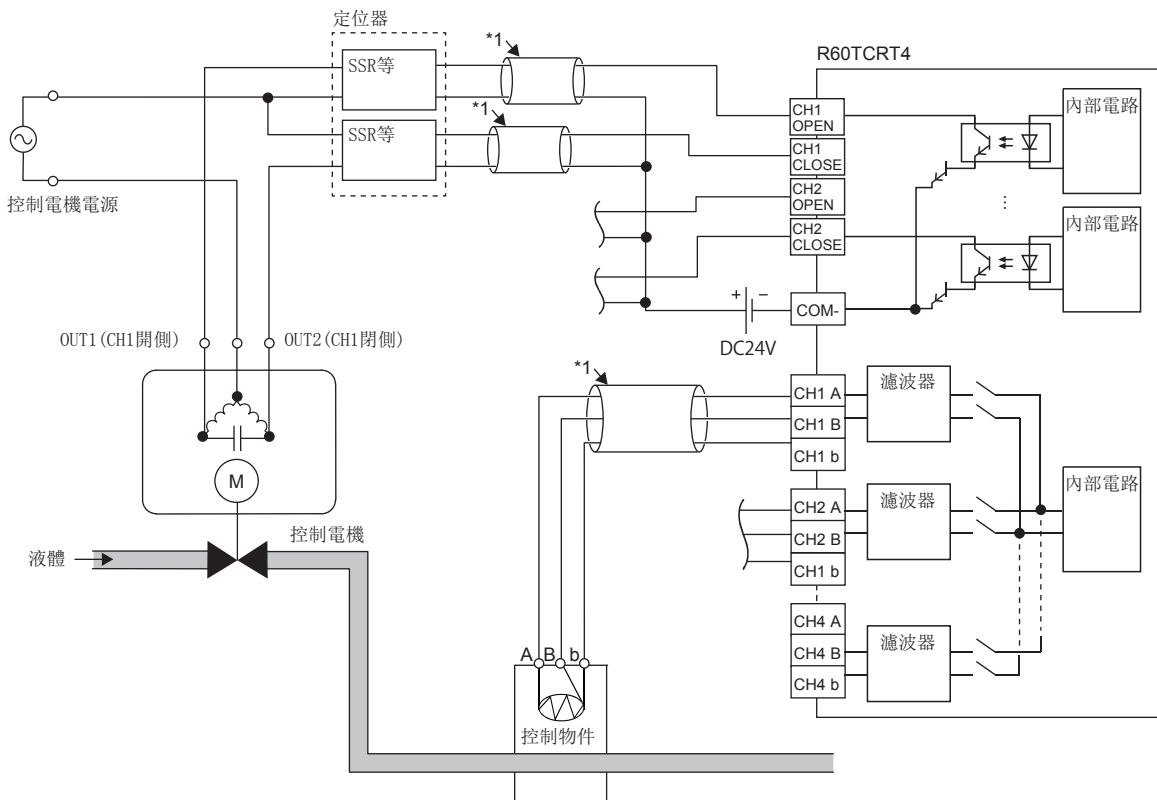 定位器
SSR等
SSR等
*1
*1
控制電機電源
OUT1(CH1開側)
OUT2(CH1閉側)
M
控制電機
液體
R60TCRT4
CH1
OPEN
CH1
CLOSE
CH2
OPEN
CH2
CLOSE
COM-
+ −
DC24V
內部電路
⋮
內部電路
*1
CH1 A
CH1 B
CH1 b
CH2 A
CH2 B
CH1 b
CH4 A
CH4 B
CH4 b
濾波器
濾波器
濾波器
內部電路
A B b
控制物件